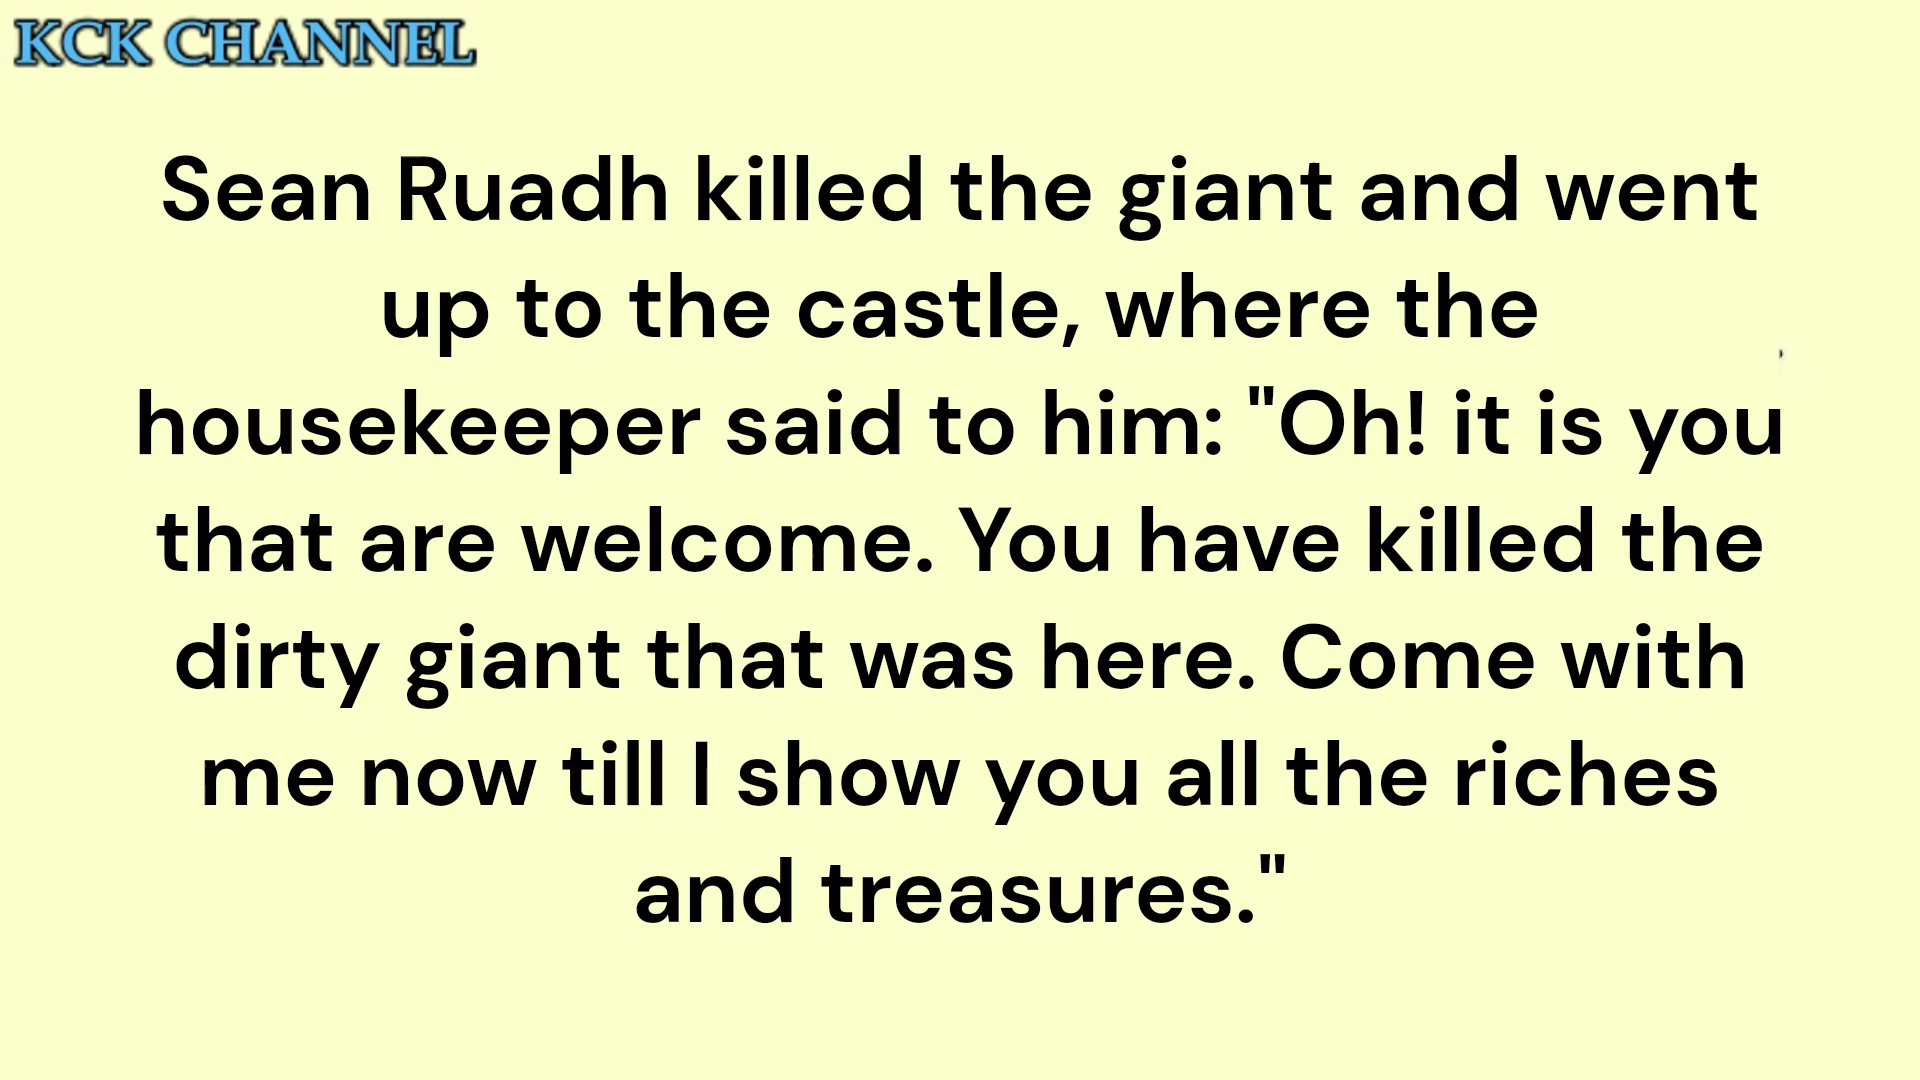 KCK CHANNEL
Sean Ruadh killed the giant and went
up to the castle, where the
housekeeper said to him: "Oh! it is you
that are welcome. You have killed the
dirty giant that was here. Come with
me now till I show you all the riches
and treasures."